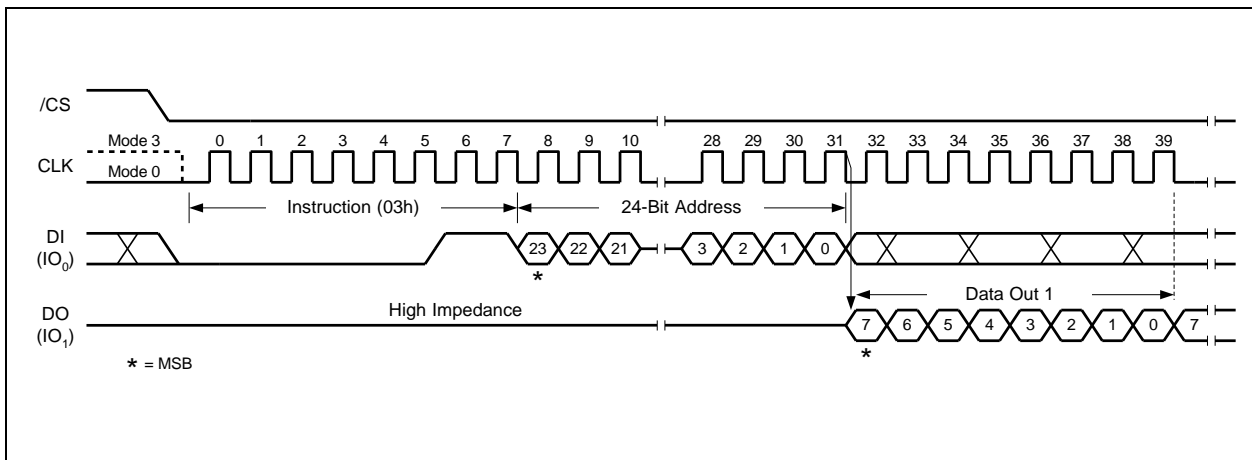 /CS
Mode 3 0 1 2 3 4 5 6 7 8 9 10 28 29 30 31 32 33 34 35 36 37 38 39
CLK
Mode 0
Instruction (03h) 24-Bit Address
DI
(IO0)
23 22 21 3 2 1 0
*
Data Out 1
High Impedance
DO
(IO1)
7 6 5 4 3 2 1 0 7
*
* = MSB